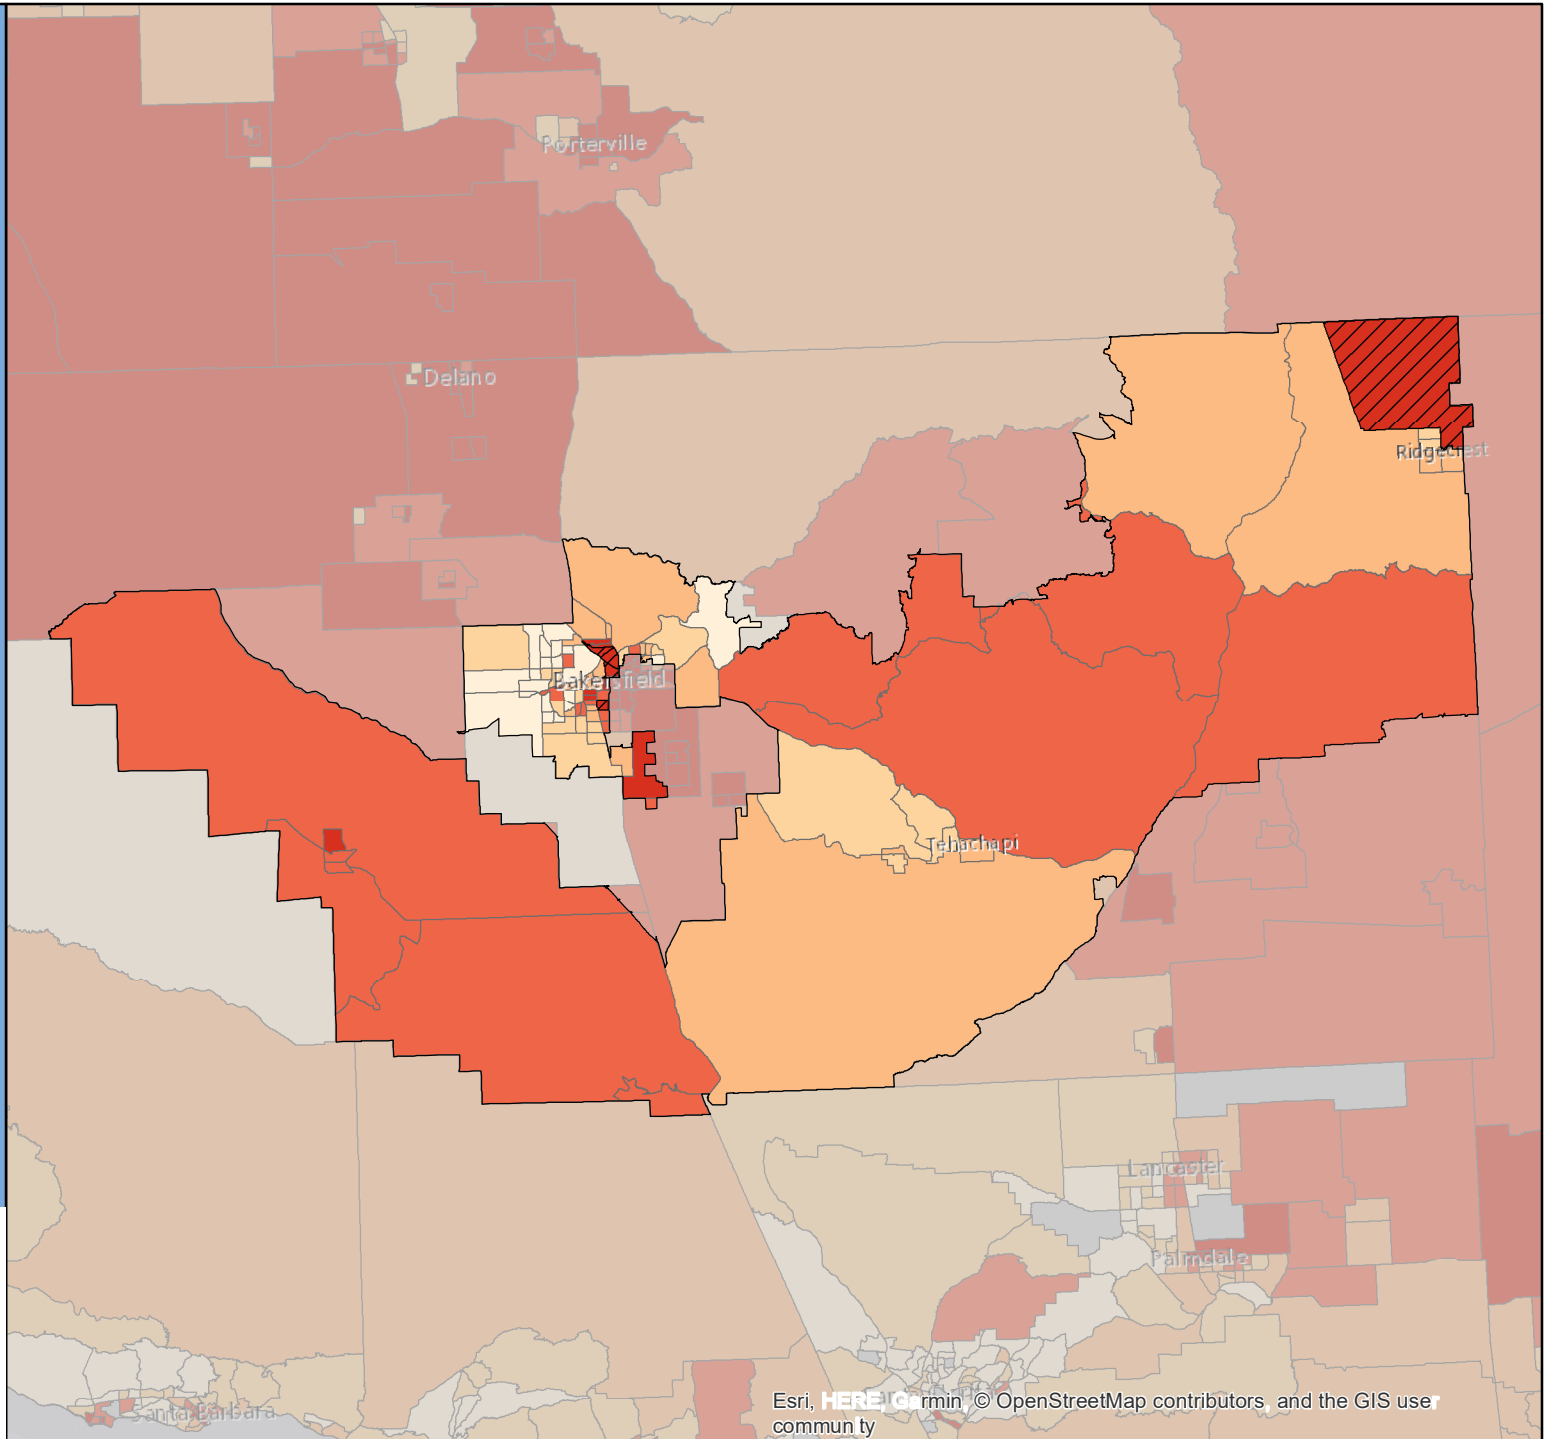 Porterville
Delano
Ridgecrest
Bakersfield
Tehachapi
Lancaster
Palmdale
Santa Barbara
Esri, HERE, Garmin, © OpenStreetMap contributors, and the GIS user
community